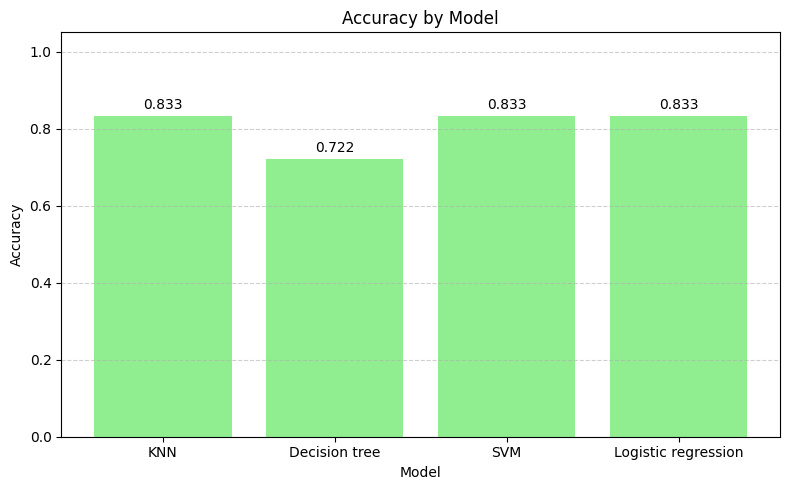 Accuracy by Model
1.0
0.8
0.6
0.4
0.2
0.0
Accuracy
0.833
0.722
0.833
0.833
KNN
Decision tree
SVM
Logistic regression
Model